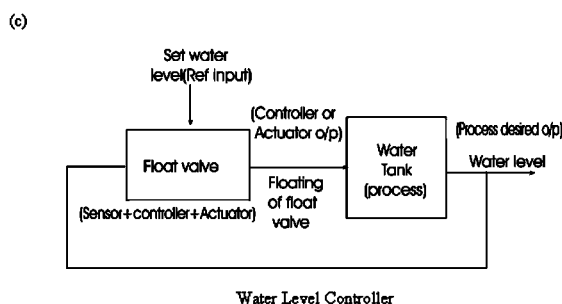 (c)
Set water
level(Ref input)
Float valve
(Sensor+controller+Actuator)
(Controller or
Actuator o/p)
Floating
of float
valve
Water
Tank
(process)
(Process desired o/p)
Water level
Water Level Controller